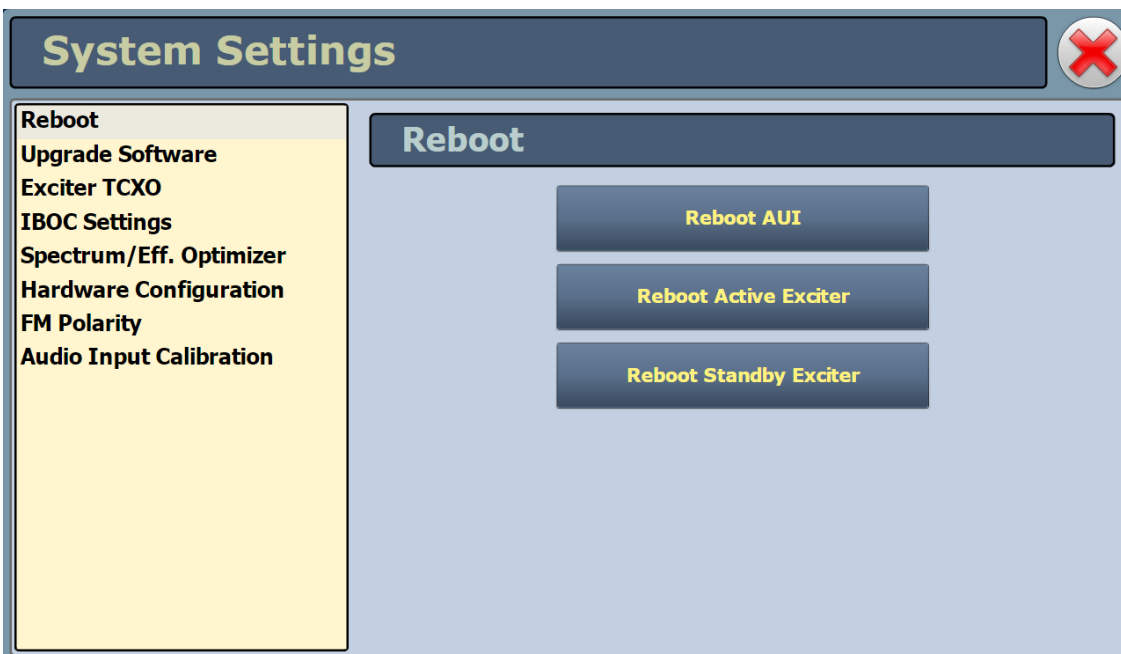 System Settings
Reboot
Upgrade Software
Exciter TCXO
IBOC Settings
Spectrum/Eff. Optimizer
Hardware Configuration
FM Polarity
Audio Input Calibration
Reboot
Reboot AUI
Reboot Active Exciter
Reboot Standby Exciter